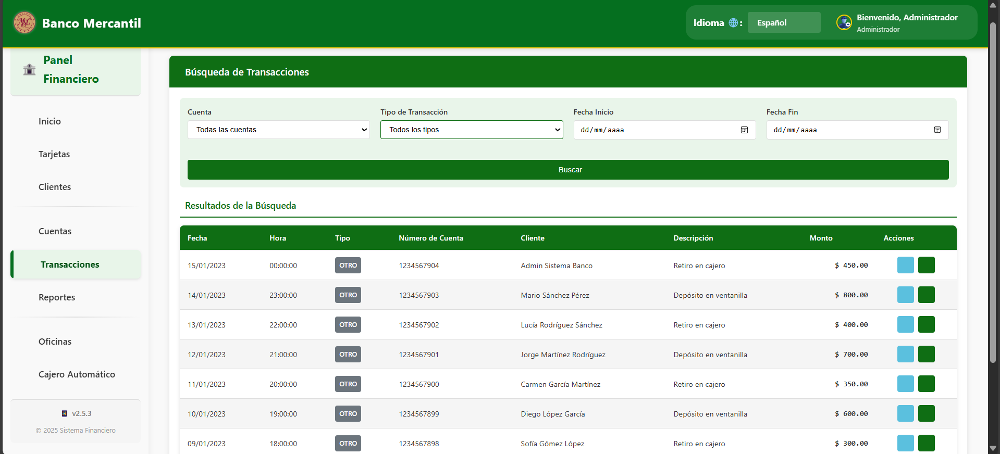 Banco Mercantil
Idioma 🌐 :
Español
Bienvenido, Administrador
Administrador
Panel
Financiero
Inicio
Tarjetas
Clientes
Cuentas
Transacciones
Reportes
Oficinas
Cajero Automático
v2.5.3
© 2025 Sistema Financiero
Búsqueda de Transacciones
Cuenta
Todas las cuentas
Tipo de Transacción
Todos los tipos
Fecha Inicio
dd/mm/aaaa
Fecha Fin
dd/mm/aaaa
Buscar
Resultados de la Búsqueda
Fecha Hora Tipo Número de Cuenta Cliente Descripción Monto Acciones
15/01/2023 00:00:00 OTRO 1234567904 Admin Sistema Banco Retiro en cajero $ 450.00
14/01/2023 23:00:00 OTRO 1234567903 Mario Sánchez Pérez Depósito en ventanilla $ 800.00
13/01/2023 22:00:00 OTRO 1234567902 Lucía Rodríguez Sánchez Retiro en cajero $ 400.00
12/01/2023 21:00:00 OTRO 1234567901 Jorge Martínez Rodríguez Depósito en ventanilla $ 700.00
11/01/2023 20:00:00 OTRO 1234567900 Carmen García Martínez Retiro en cajero $ 350.00
10/01/2023 19:00:00 OTRO 1234567899 Diego López García Depósito en ventanilla $ 600.00
09/01/2023 18:00:00 OTRO 1234567898 Sofía Gómez López Retiro en cajero $ 300.00